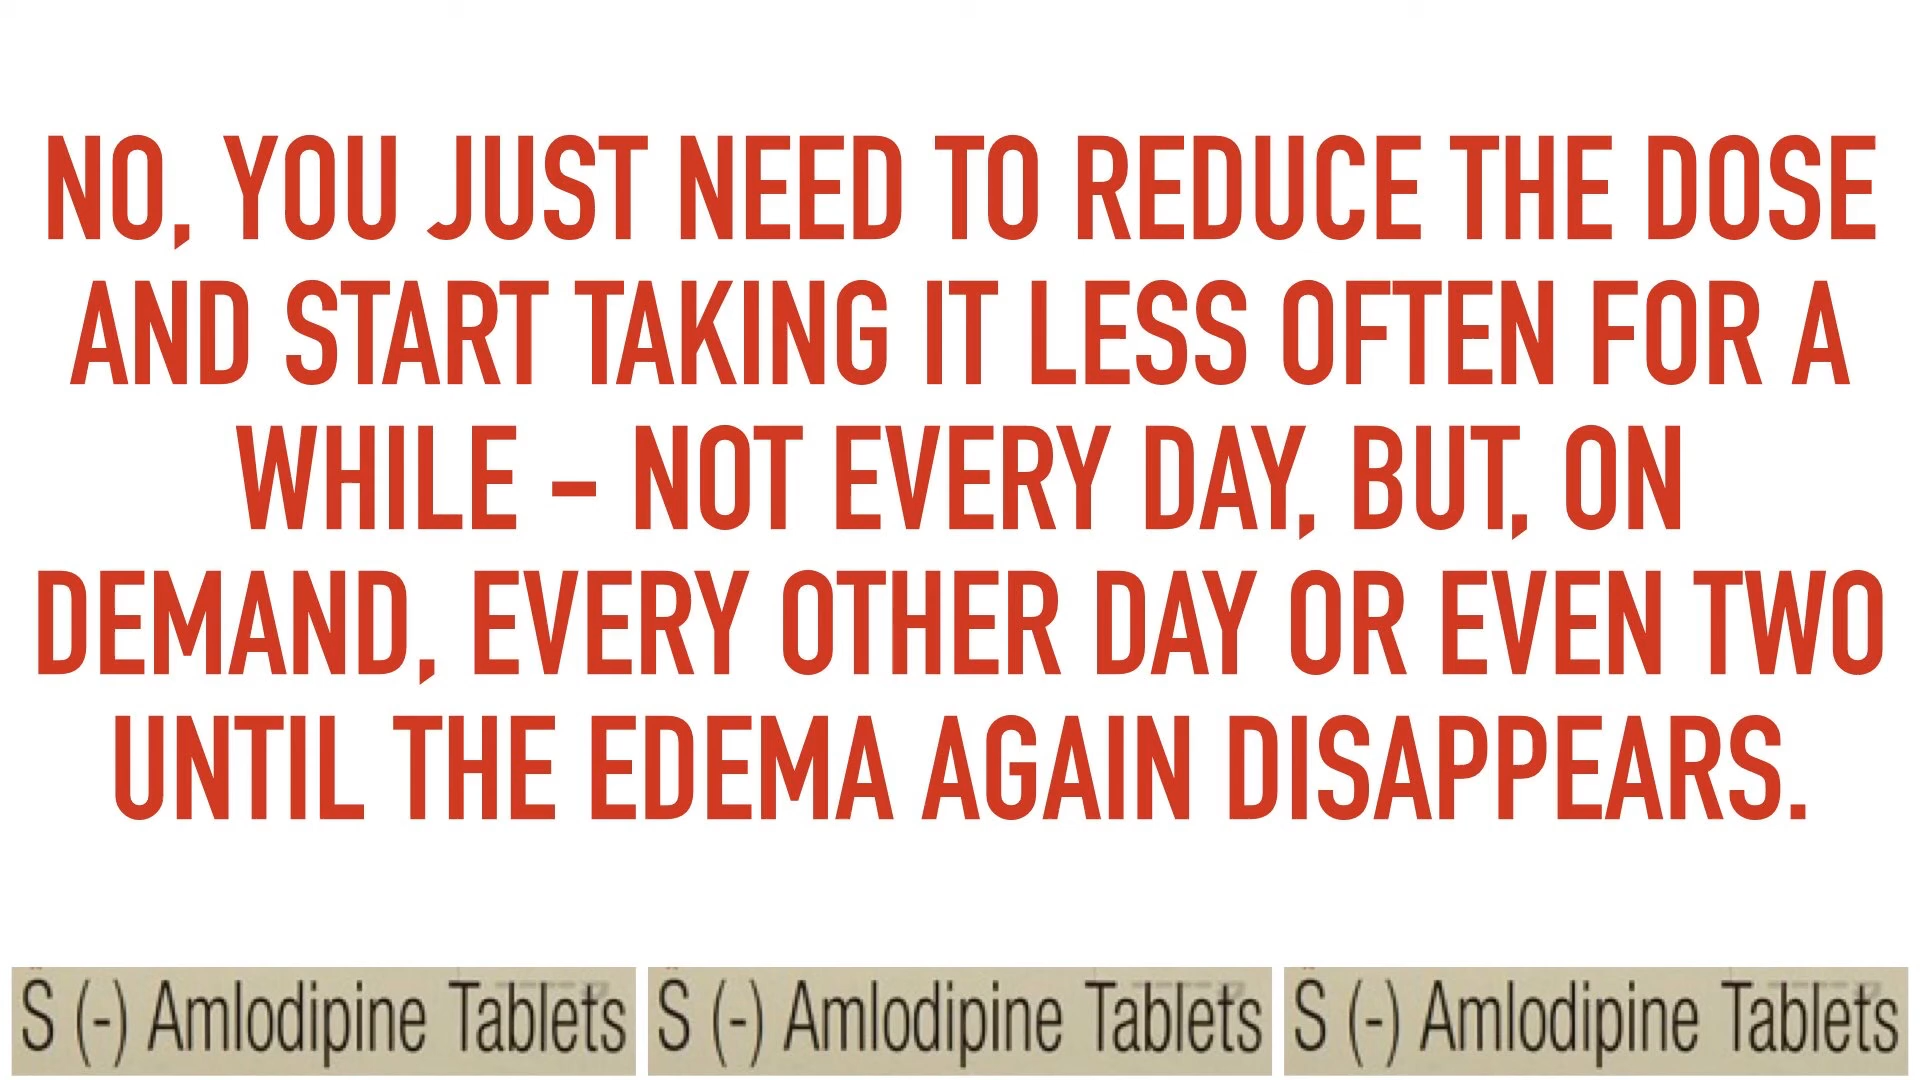 NO, YOU JUST NEED TO REDUCE THE DOSE
AND START TAKING IT LESS OFTEN FOR A
WHILE – NOT EVERY DAY, BUT, ON
DEMAND, EVERY OTHER DAY OR EVEN TWO
UNTIL THE EDEMA AGAIN DISAPPEARS.
S (-) Amlodipine Tablets S (-) Amlodipine Tablets S (-) Amlodipine Tablets